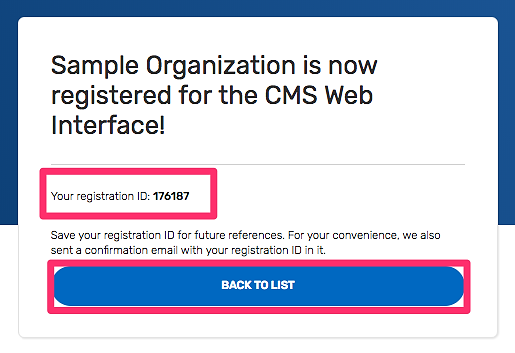 Sample Organization is now
registered for the CMS Web
Interface!
Your registration ID: 176187
Save your registration ID for future references. For your convenience, we also
sent a confirmation email with your registration ID in it.
BACK TO LIST